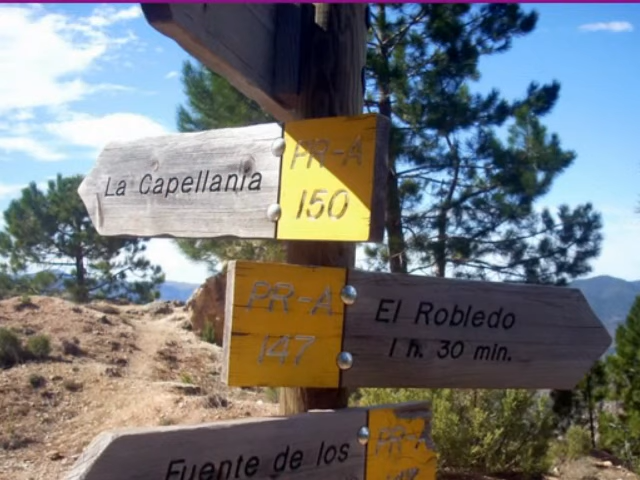 La Capellanía PR-A
150
PR-A El Robledo
147 1 h. 30 min.
Fuente de los PR-A